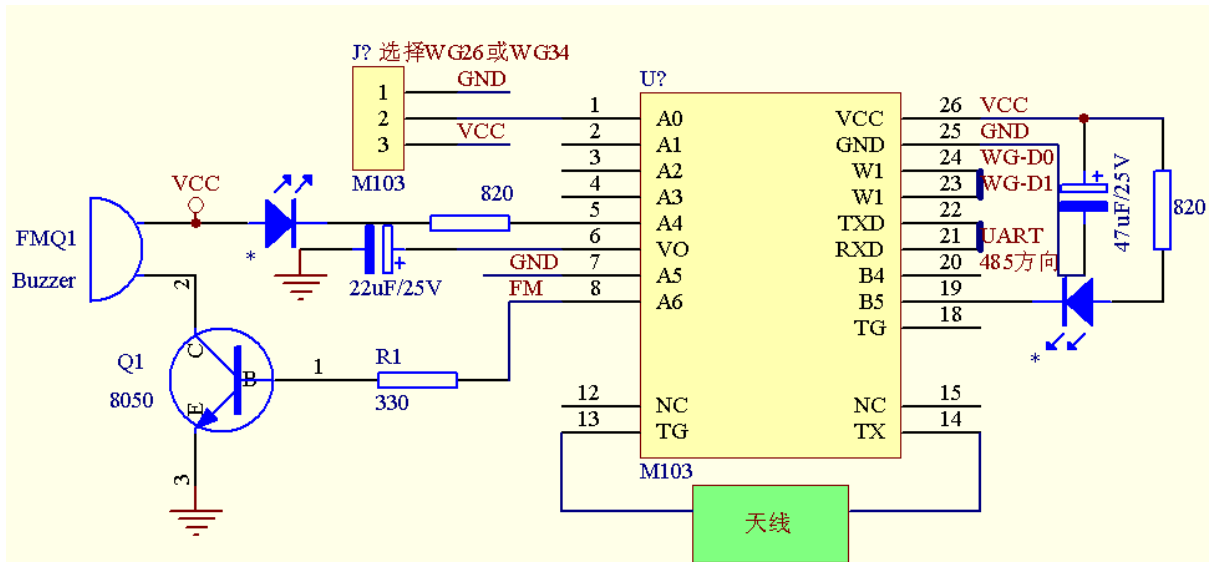 J? 选择WG26或WG34
1 GND
2
3 VCC
M103
U?
1 A0
2 A1
3 A2
4 A3
5 A4
6 VO
7 A5
8 A6
12 NC
13 TG
VCC 26 VCC
GND 25 GND
W1 24 WG-D0
W1 23 WG-D1
TXD 22
RXD 21 UART
B4 20 485方向
B5 19
TG 18
NC 15
TX 14
M103
天线
VCC
FMQ1
Buzzer
2
*
820
22uF/25V
+
GND
FM
Q1
8050
C
B
E
1
R1
330
3
+
47uF/25V
820
*